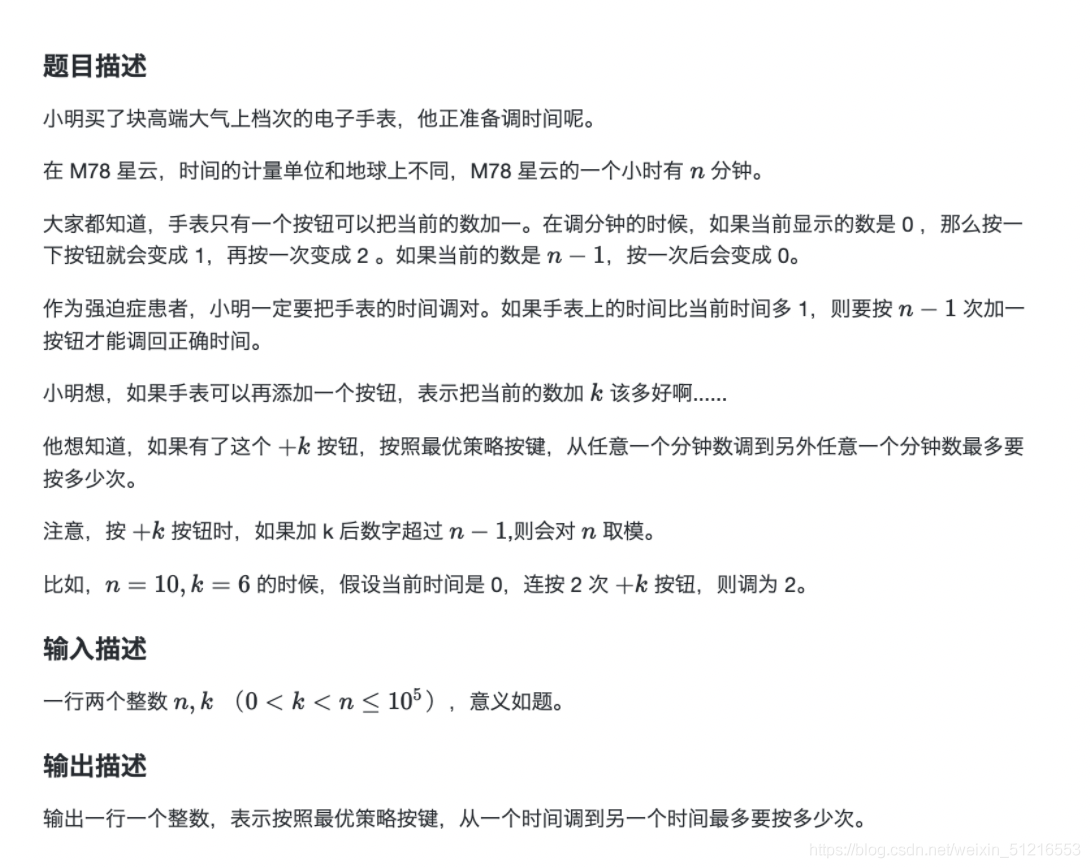 题目描述
小明买了块高端大气上档次的电子手表，他正准备调时间呢。
在 M78 星云，时间的计量单位和地球上不同，M78 星云的一个小时有 n 分钟。
大家都知道，手表只有一个按钮可以把当前的数加一。在调分钟的时候，如果当前显示的数是 0 ，那么按一
下按钮就会变成 1，再按一次变成 2 。如果当前的数是 n − 1，按一次后会变成 0。
作为强迫症患者，小明一定要把手表的时间调对。如果手表上的时间比当前时间多 1，则要按 n − 1 次加一
按钮才能调回正确时间。
小明想，如果手表可以再添加一个按钮，表示把当前的数加 k 该多好啊......
他想知道，如果有了这个 +k 按钮，按照最优策略按键，从任意一个分钟数调到另外任意一个分钟数最多要
按多少次。
注意，按 +k 按钮时，如果加 k 后数字超过 n − 1,则会对 n 取模。
比如，n = 10, k = 6 的时候，假设当前时间是 0，连按 2 次 +k 按钮，则调为 2。
输入描述
一行两个整数 n, k （0 < k < n ≤ 10⁵），意义如题。
输出描述
输出一行一个整数，表示按照最优策略按键，从一个时间调到另一个时间最多要按多少次。
https://blog.csdn.net/weixin_51216553